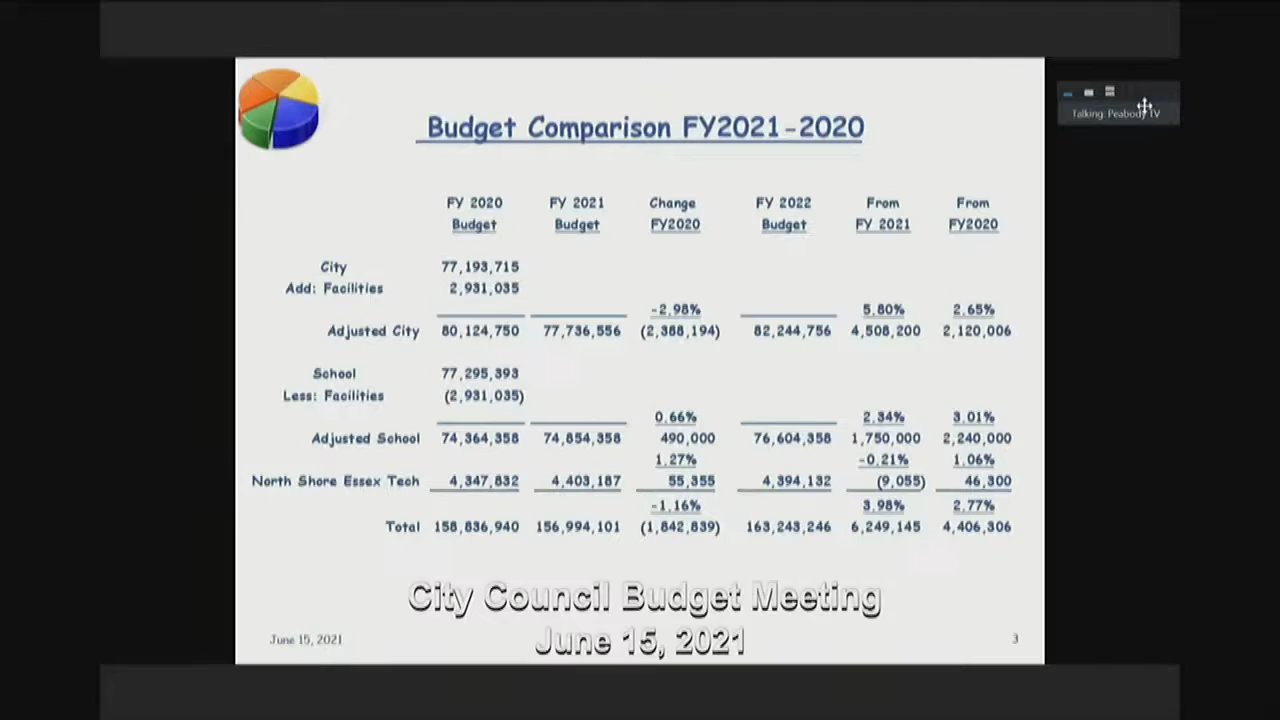 Budget Comparison FY2021-2020
Talking: Peabody TV
FY 2020 FY 2021 Change FY 2022 From From
Budget Budget FY2020 Budget FY 2021 FY2020
City 77,193,715
Add: Facilities 2,931,035
-2.98% 5.80% 2.65%
Adjusted City 80,124,750 77,736,556 (2,388,194) 82,244,756 4,508,200 2,120,006
School 77,295,393
Less: Facilities (2,931,035)
0.66% 2.34% 3.01%
Adjusted School 74,364,358 74,854,358 490,000 76,604,358 1,750,000 2,240,000
1.27% -0.21% 1.06%
North Shore Essex Tech 4,347,832 4,403,187 55,355 4,394,132 (9,055) 46,300
-1.16% 3.98% 2.77%
Total 158,836,940 156,994,101 (1,842,839) 163,243,246 6,249,145 4,406,306
City Council Budget Meeting
June 15, 2021
June 15, 2021 3